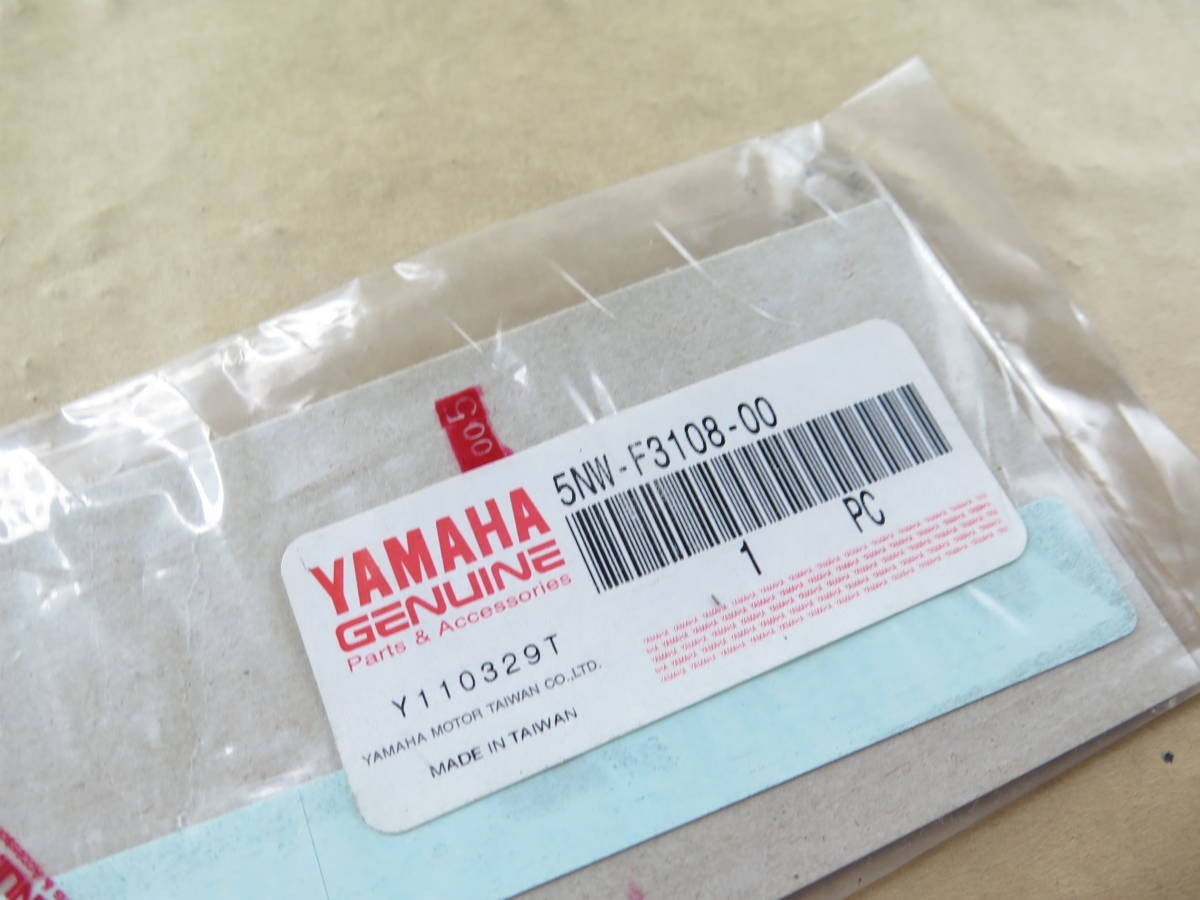 005
5NW-F3108-00
1 PC
YAMAHA
GENUINE
Parts & Accessories
Y110329T
YAMAHA MOTOR TAIWAN CO.,LTD.
MADE IN TAIWAN